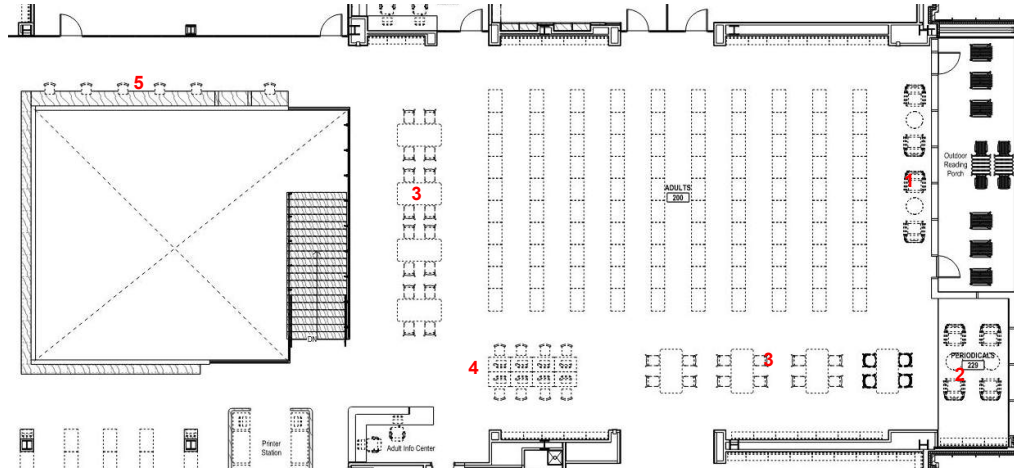 5
1
Outdoor
Reading
Porch
3
ADULTS
200
DN
4
3
PERIODICALS
229
2
Printer
Station
Adult Info Center